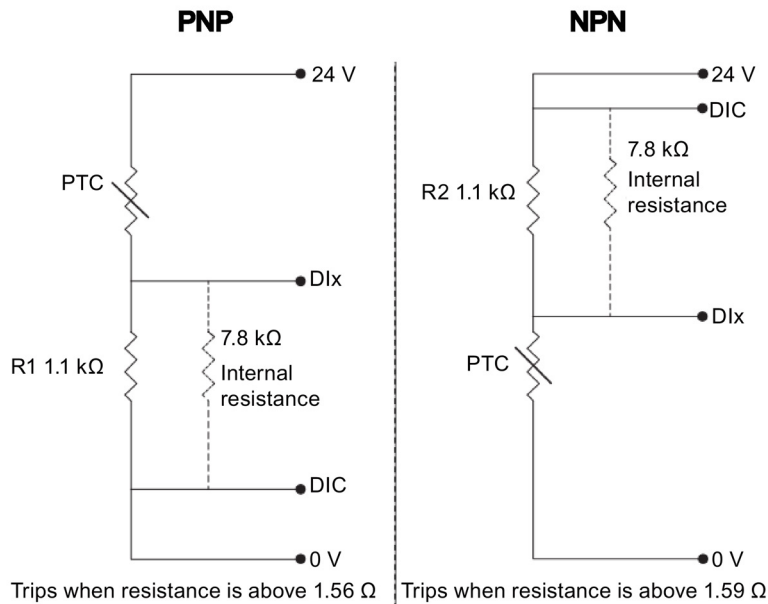 PNP
24 V
PTC
DIx
7.8 kΩ
R1 1.1 kΩ
Internal
resistance
DIC
0 V
Trips when resistance is above 1.56 Ω
NPN
24 V
DIC
7.8 kΩ
R2 1.1 kΩ
Internal
resistance
DIx
PTC
0 V
Trips when resistance is above 1.59 Ω